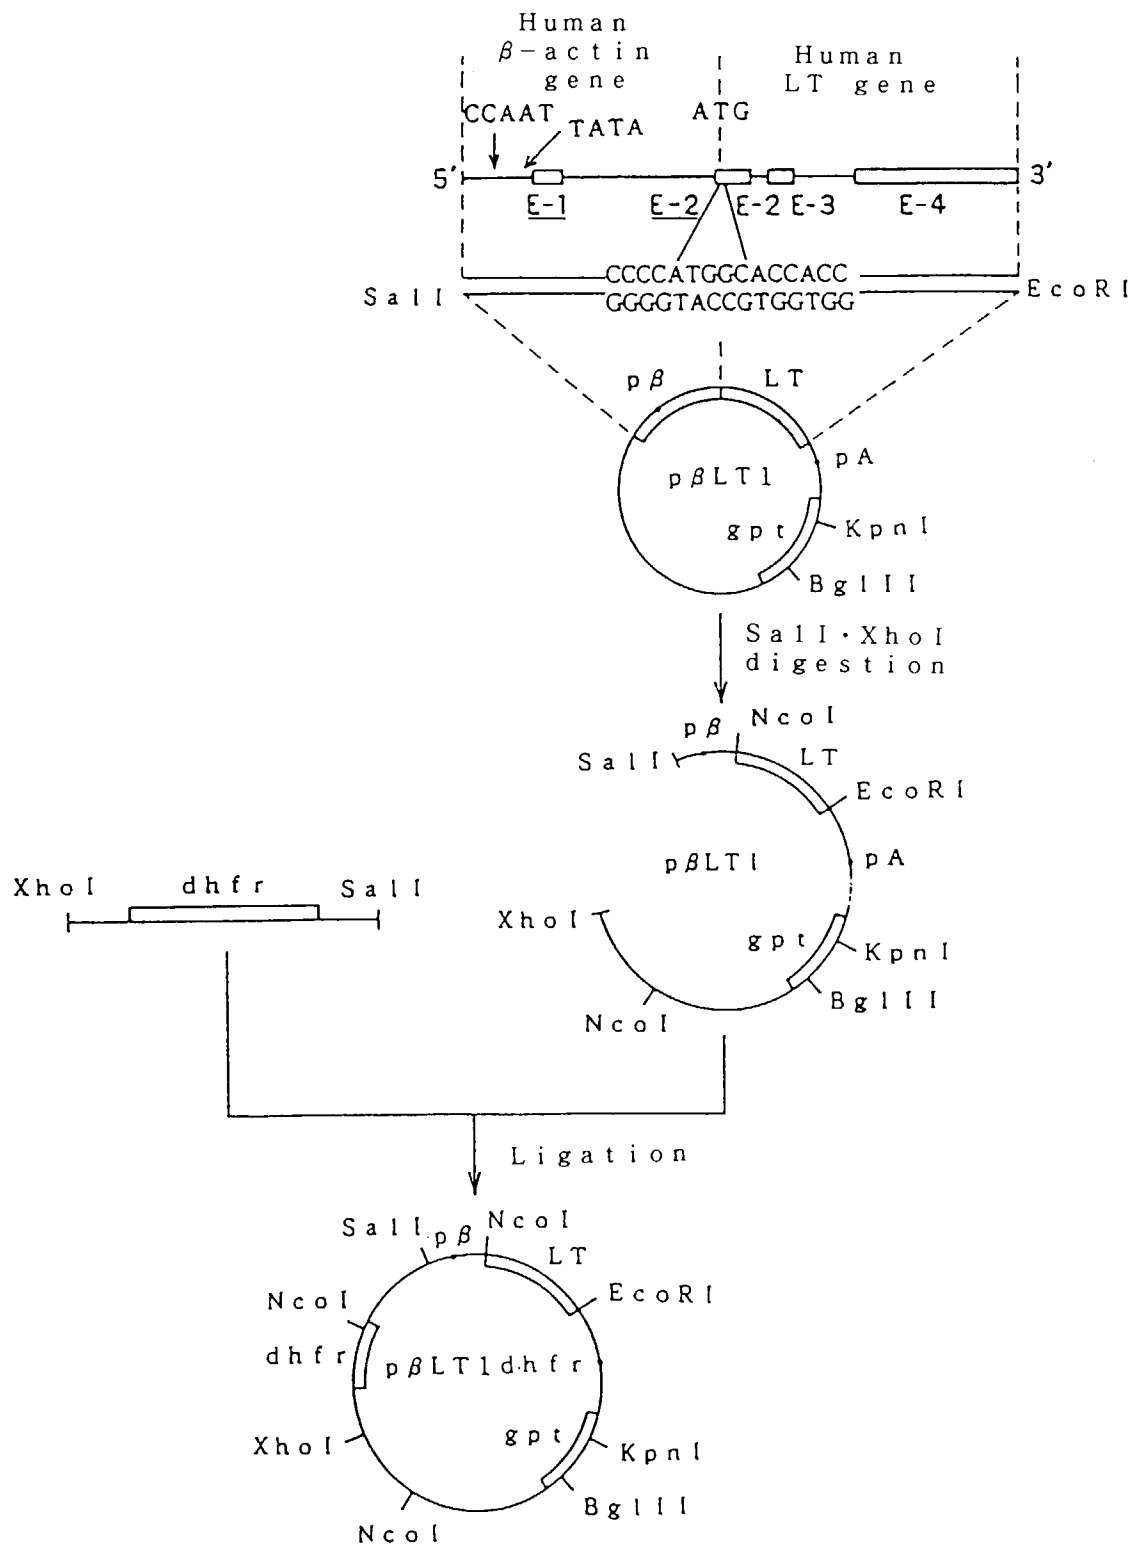 Human
β-actin
gene
Human
LT gene
CCAAT
TATA
ATG
5'
3'
E-1
E-2
E-2
E-3
E-4
CCCCATGGCACCACC
GGGGTACCGTGGTGG
SalI
EcoRI
pβ
LT
pA
pβLT1
gpt
KpnI
BglII
SalI·XhoI
digestion
pβ
NcoI
SalI
LT
EcoRI
pβLT1
pA
XhoI
dhfr
SalI
XhoI
gpt
KpnI
BglII
NcoI
Ligation
SalI
pβ
NcoI
LT
EcoRI
NcoI
dhfr
pβLT1dhfr
gpt
XhoI
KpnI
BglII
NcoI